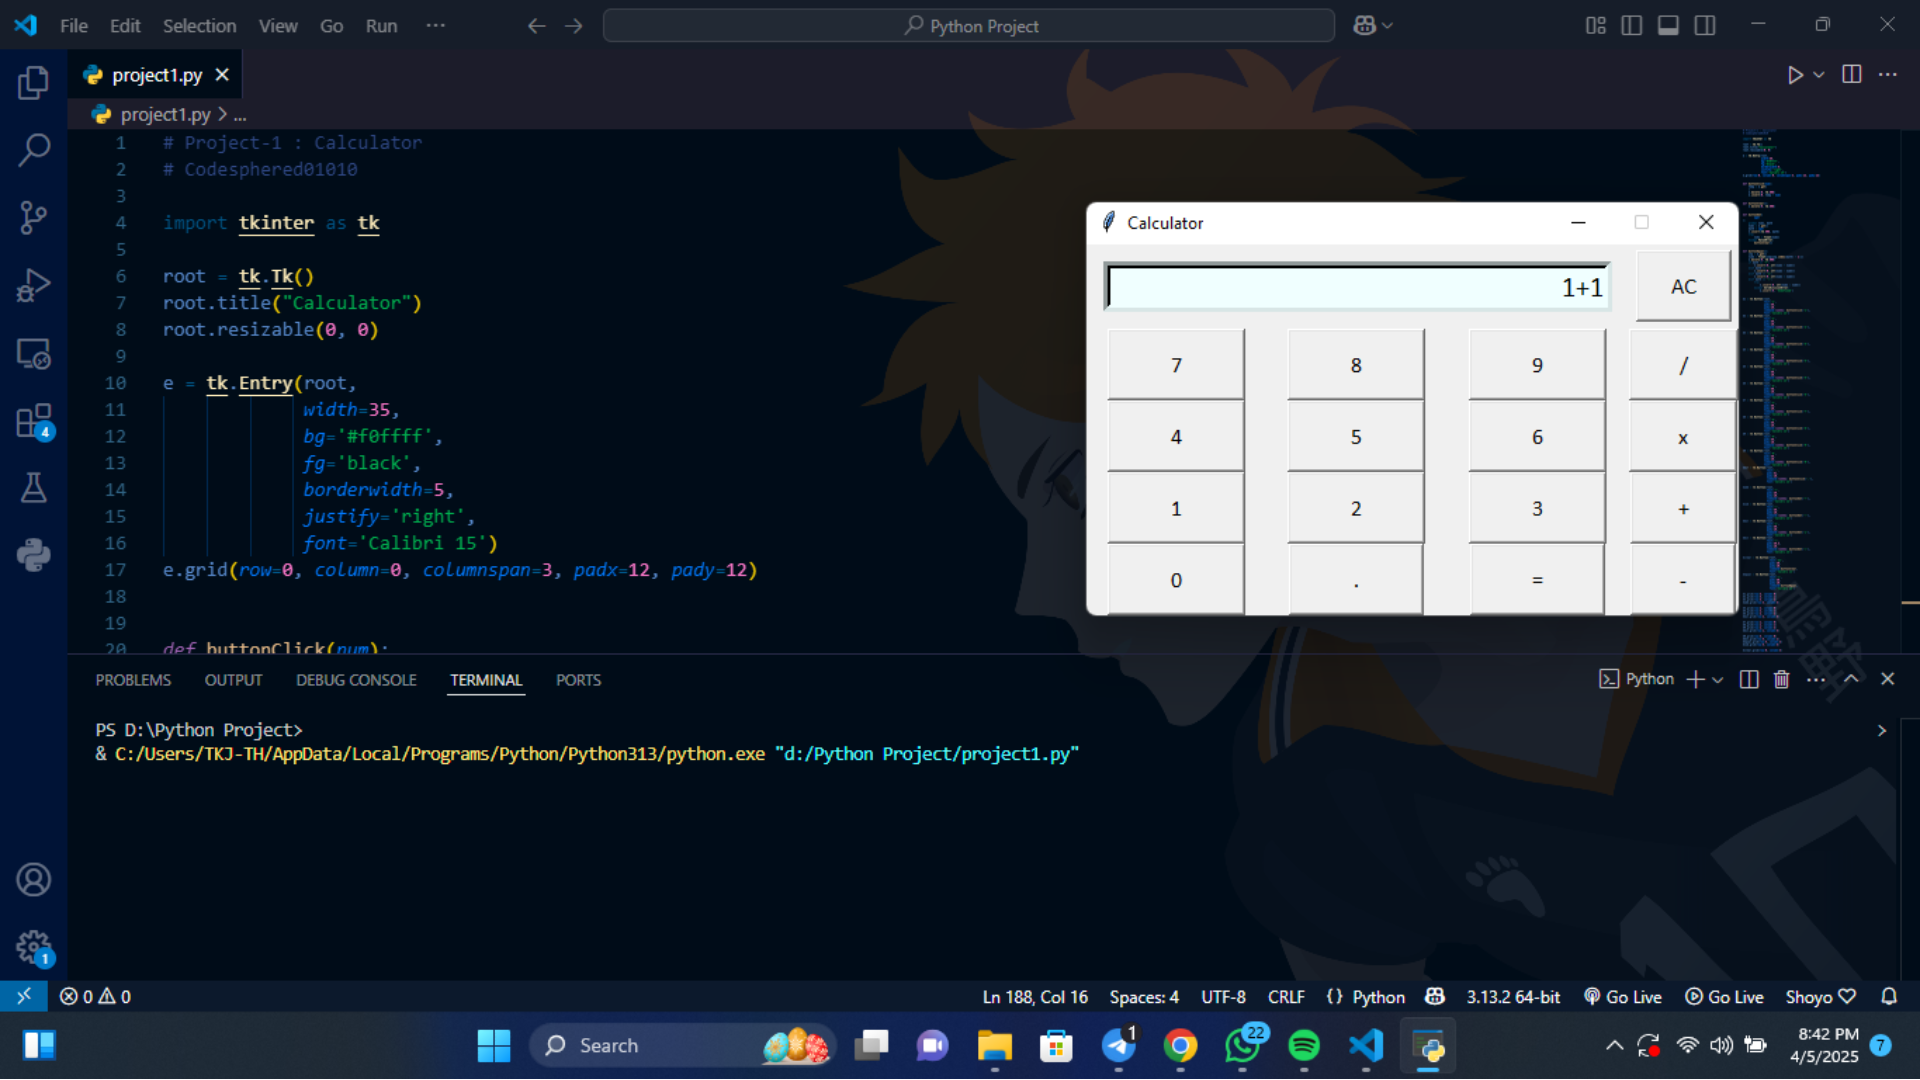 File Edit Selection View Go Run ···
Python Project
project1.py
project1.py > ...
1 # Project-1 : Calculator
2 # Codesphered01010
3
4 import tkinter as tk
5
6 root = tk.Tk()
7 root.title("Calculator")
8 root.resizable(0, 0)
9
10 e = tk.Entry(root,
11 width=35,
12 bg='#f0ffff',
13 fg='black',
14 borderwidth=5,
15 justify='right',
16 font='Calibri 15')
17 e.grid(row=0, column=0, columnspan=3, padx=12, pady=12)
18
19
20 def buttonClick(num):
Calculator
1+1 AC
7 8 9 /
4 5 6 x
1 2 3 +
0 . = -
PROBLEMS OUTPUT DEBUG CONSOLE TERMINAL PORTS
Python
PS D:\Python Project>
& C:/Users/TKJ-TH/AppData/Local/Programs/Python/Python313/python.exe "d:/Python Project/project1.py"
4
1
0 0
Ln 188, Col 16 Spaces: 4 UTF-8 CRLF {} Python 3.13.2 64-bit Go Live Go Live Shoyo
Search
1
22
8:42 PM
4/5/2025
7